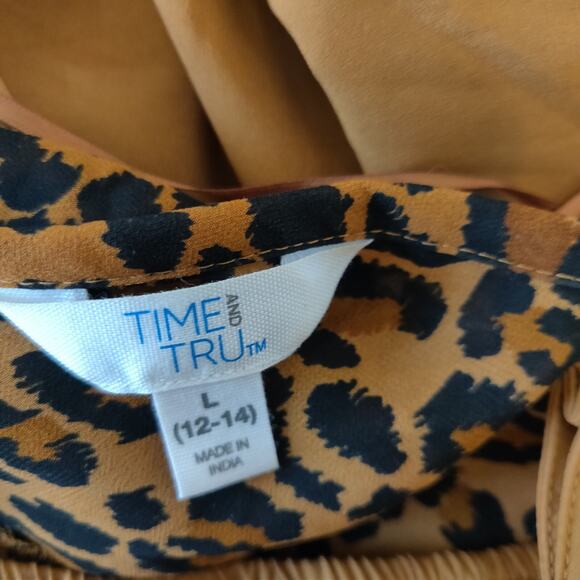 TIME AND
TRU™
L
(12-14)
MADE IN
INDIA